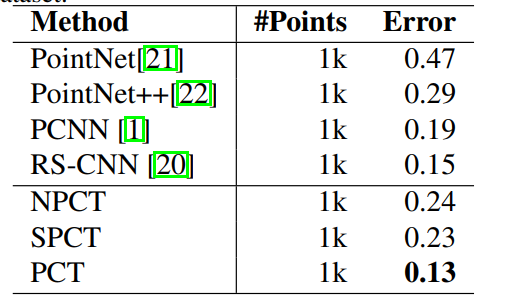 dataset.
Method #Points Error
PointNet[21] 1k 0.47
PointNet++[22] 1k 0.29
PCNN [1] 1k 0.19
RS-CNN [20] 1k 0.15
NPCT 1k 0.24
SPCT 1k 0.23
PCT 1k 0.13